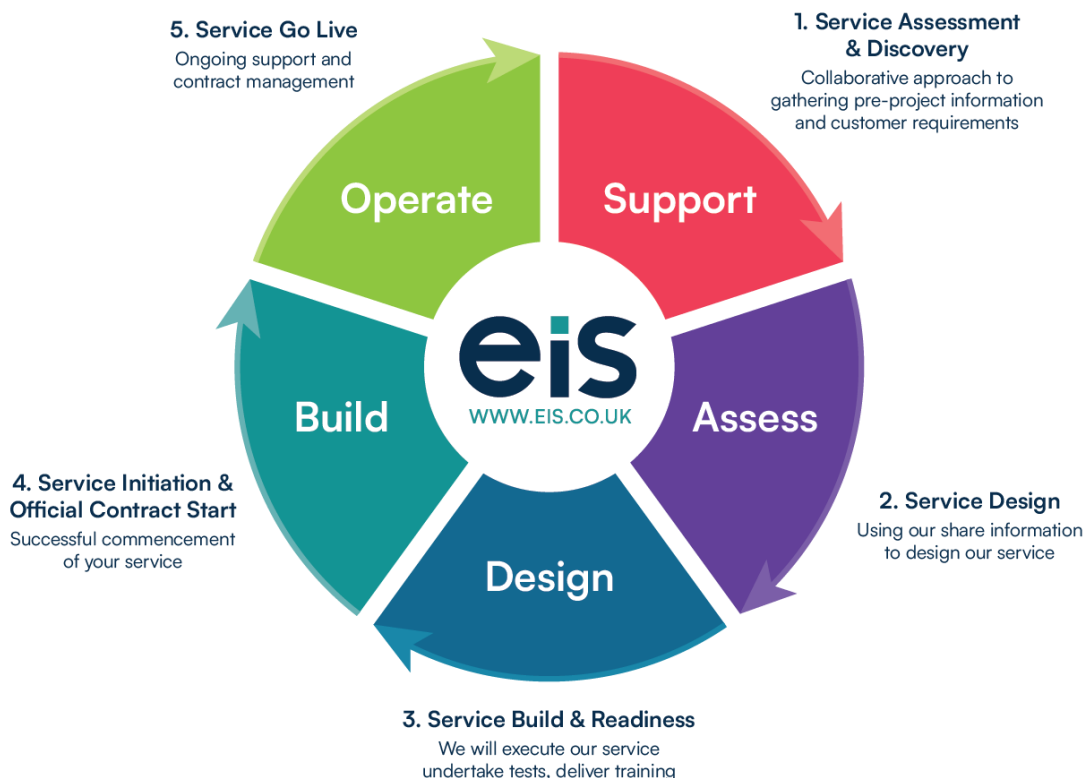 1. Service Assessment
& Discovery
Collaborative approach to
gathering pre-project information
and customer requirements
Support
Assess
2. Service Design
Using our share information
to design our service
Design
3. Service Build & Readiness
We will execute our service
undertake tests, deliver training
Build
4. Service Initiation &
Official Contract Start
Successful commencement
of your service
Operate
5. Service Go Live
Ongoing support and
contract management
eis
WWW.EIS.CO.UK